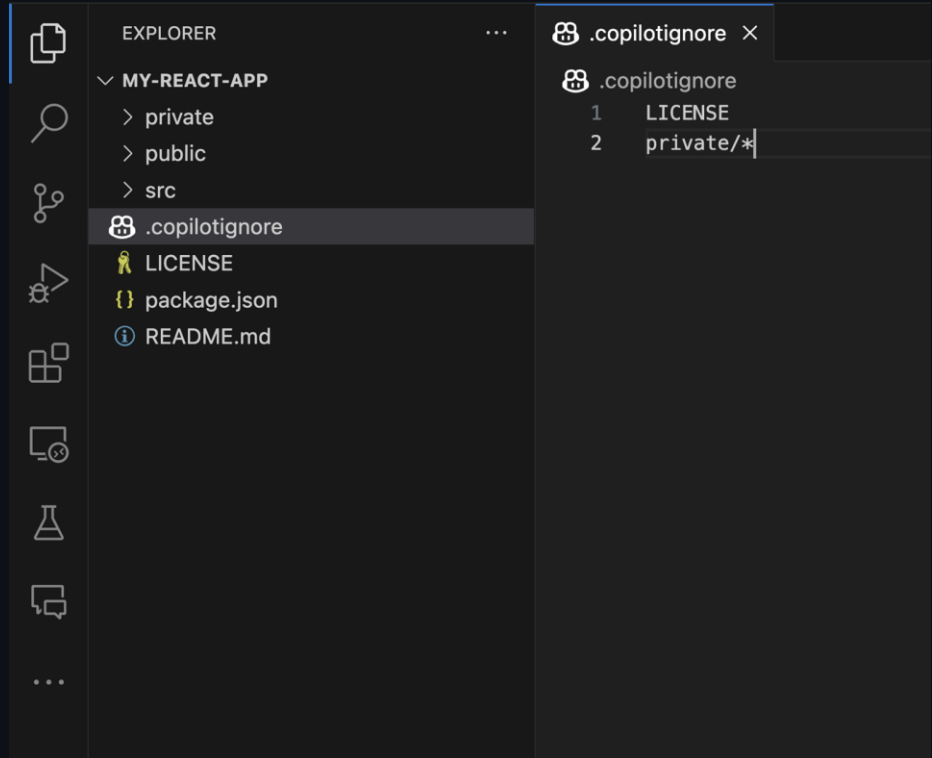 EXPLORER
MY-REACT-APP
private
public
src
.copilotignore
LICENSE
package.json
README.md
.copilotignore
.copilotignore
1 LICENSE
2 private/*